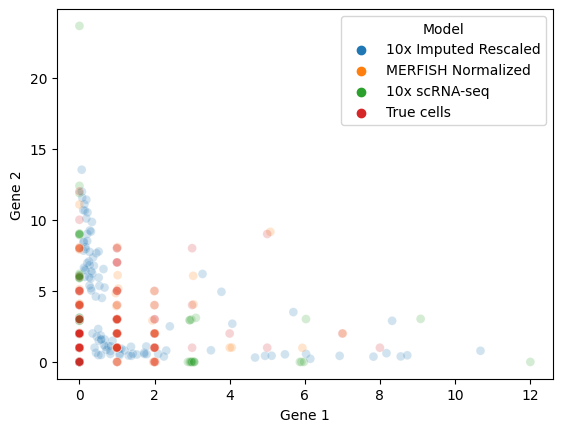 Model
10x Imputed Rescaled
MERFISH Normalized
10x scRNA-seq
True cells
20
15
10
5
0
Gene 2
0 2 4 6 8 10 12
Gene 1